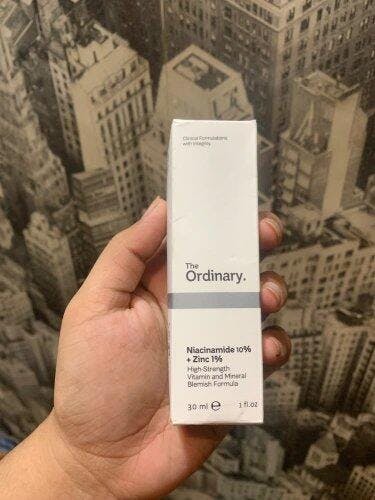 Clinical Formulations
with Integrity.
The
Ordinary.
Niacinamide 10%
+ Zinc 1%
High-Strength
Vitamin and Mineral
Blemish Formula
30 ml ℮ 1 fl.oz